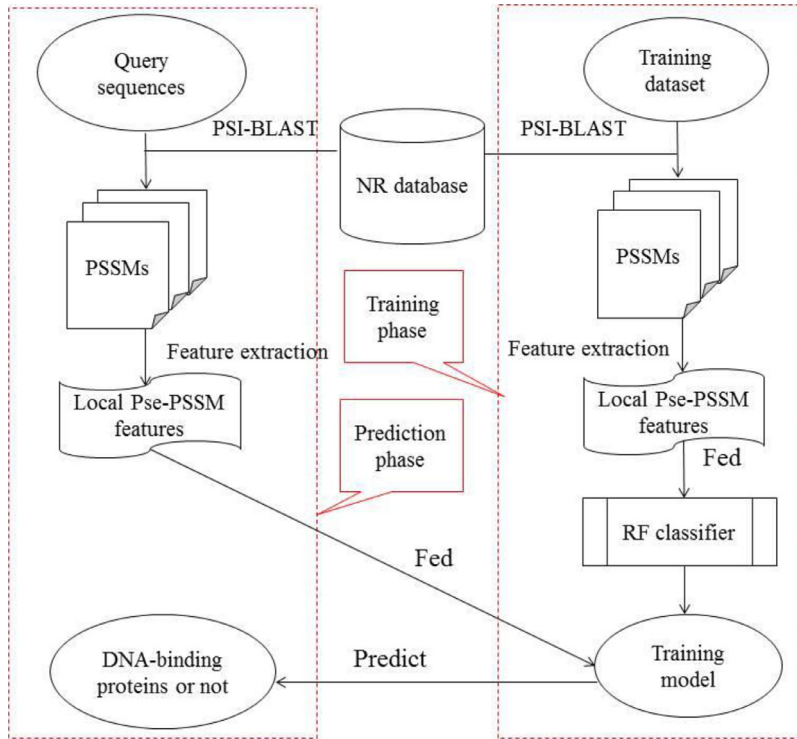 Query
sequences
Training
dataset
PSI-BLAST
PSI-BLAST
NR database
PSSMs
PSSMs
Training
phase
Feature extraction
Feature extraction
Local Pse-PSSM
features
Local Pse-PSSM
features
Prediction
phase
Fed
RF classifier
Fed
DNA-binding
proteins or not
Predict
Training
model